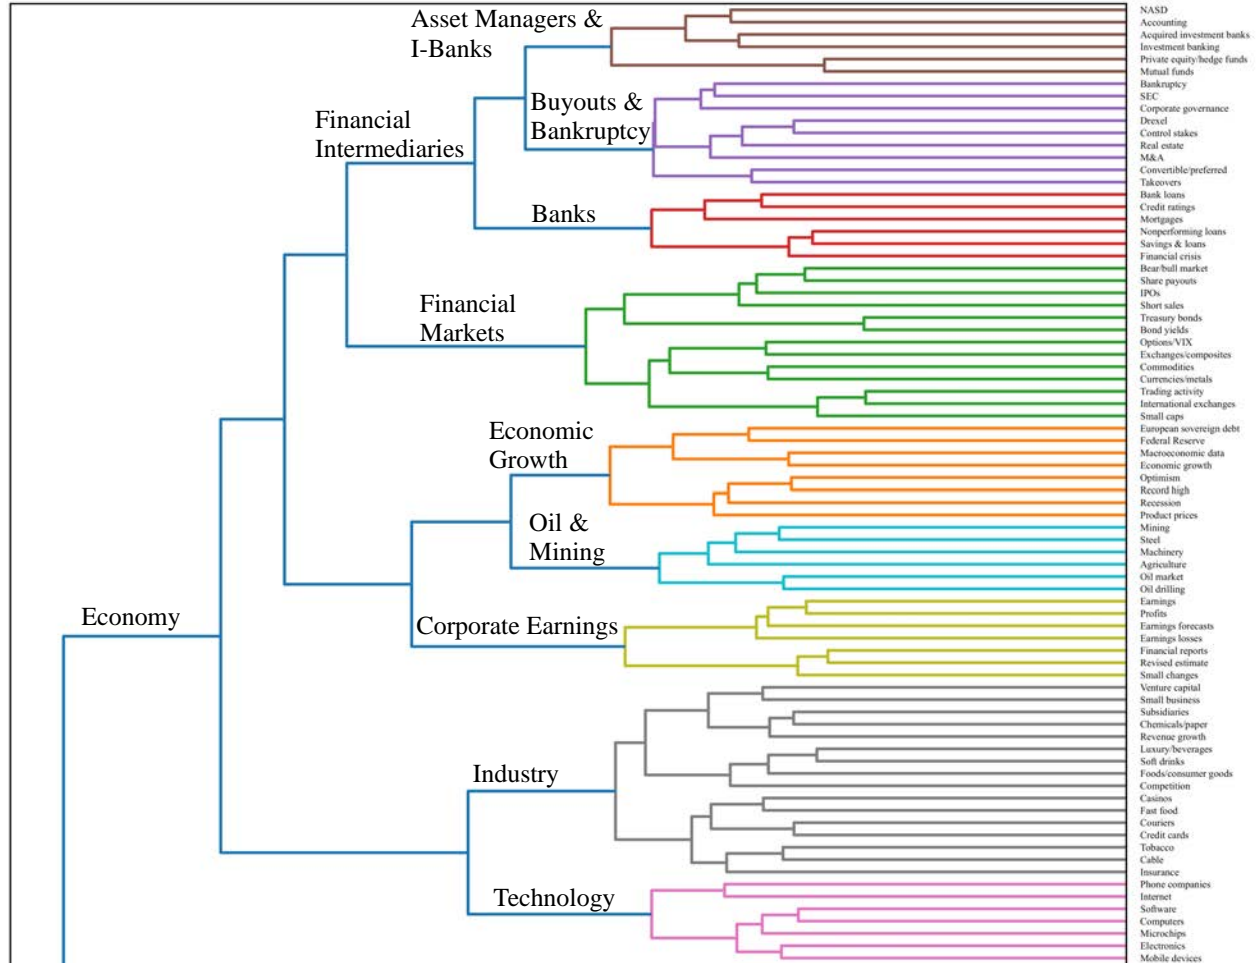 Asset Managers &
I-Banks
Buyouts &
Bankruptcy
Financial
Intermediaries
Banks
Financial
Markets
Economic
Growth
Oil &
Mining
Economy
Corporate Earnings
Industry
Technology
NASD
Accounting
Acquired investment banks
Investment banking
Private equity/hedge funds
Mutual funds
Bankruptcy
SEC
Corporate governance
Drexel
Control stakes
Real estate
M&A
Convertible/preferred
Takeovers
Bank loans
Credit ratings
Mortgages
Nonperforming loans
Savings & loans
Financial crisis
Bear/bull market
Share payouts
IPOs
Short sales
Treasury bonds
Bond yields
Options/VIX
Exchanges/composites
Commodities
Currencies/metals
Trading activity
International exchanges
Small caps
European sovereign debt
Federal Reserve
Macroeconomic data
Economic growth
Optimism
Record high
Recession
Product prices
Mining
Steel
Machinery
Agriculture
Oil market
Oil drilling
Earnings
Profits
Earnings forecasts
Earnings losses
Financial reports
Revised estimate
Small changes
Venture capital
Small business
Subsidiaries
Chemicals/paper
Revenue growth
Luxury/beverages
Soft drinks
Foods/consumer goods
Competition
Casinos
Fast food
Couriers
Credit cards
Tobacco
Cable
Insurance
Phone companies
Internet
Software
Computers
Microchips
Electronics
Mobile devices